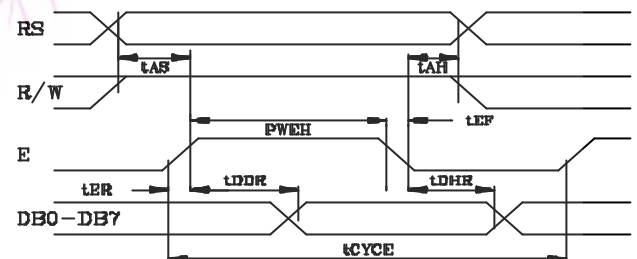 RS
tAS
tAH
R/W
PWEH
tEF
E
tER
tDDR
tDHR
DB0-DB7
tCYCE